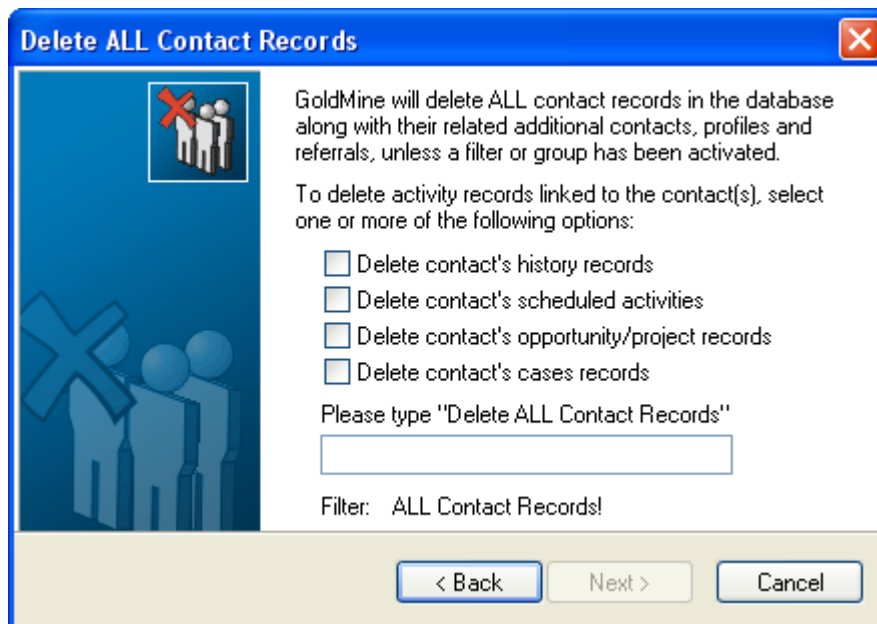 Delete ALL Contact Records
GoldMine will delete ALL contact records in the database
along with their related additional contacts, profiles and
referrals, unless a filter or group has been activated.
To delete activity records linked to the contact(s), select
one or more of the following options:
Delete contact's history records
Delete contact's scheduled activities
Delete contact's opportunity/project records
Delete contact's cases records
Please type "Delete ALL Contact Records"
Filter: ALL Contact Records!
< Back Next > Cancel